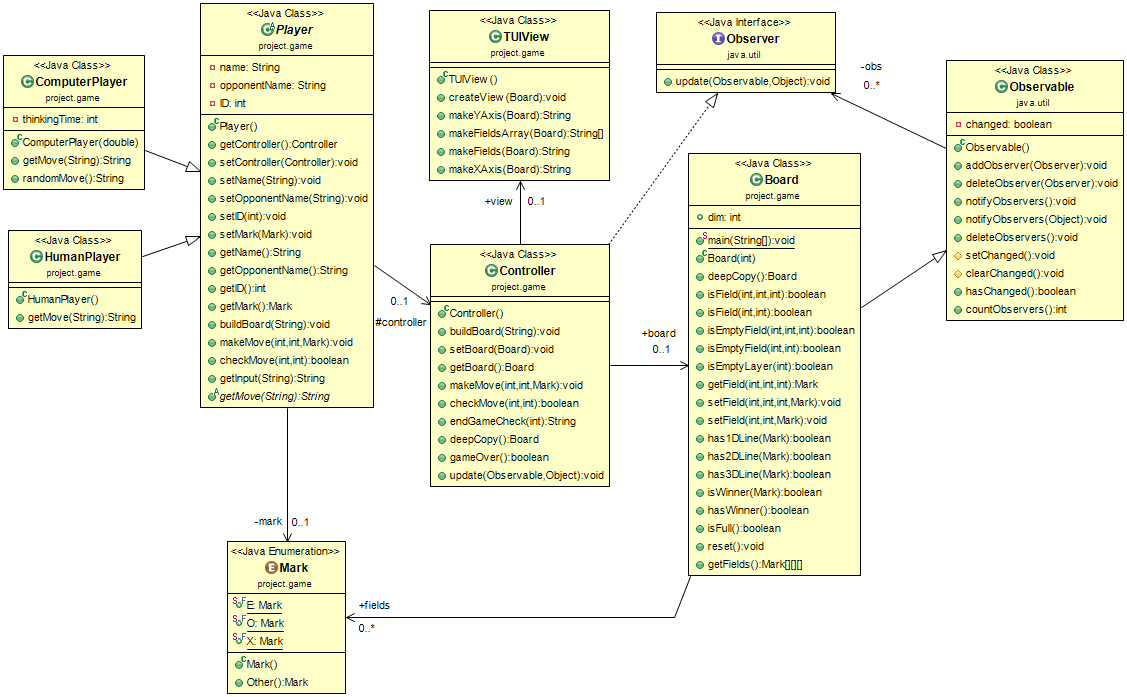 <<Java Class>>
ComputerPlayer
project.game
thinkingTime: int
ComputerPlayer(double)
getMove(String):String
randomMove():String
<<Java Class>>
HumanPlayer
project.game
HumanPlayer()
getMove(String):String
<<Java Class>>
Player
project.game
name: String
opponentName: String
ID: int
Player()
getController():Controller
setController(Controller):void
setName(String):void
setOpponentName(String):void
setID(int):void
setMark(Mark):void
getName():String
getOpponentName():String
getID():int
getMark():Mark
buildBoard(String):void
makeMove(int,int,Mark):void
checkMove(int,int):boolean
getInput(String):String
getMove(String):String
<<Java Class>>
TUIView
project.game
TUIView()
createView(Board):void
makeYAxis(Board):String
makeFieldsArray(Board):String[]
makeFields(Board):String
makeXAxis(Board):String
+view
0..1
<<Java Class>>
Controller
project.game
Controller()
buildBoard(String):void
setBoard(Board):void
getBoard():Board
makeMove(int,int,Mark):void
checkMove(int,int):boolean
endGameCheck(int):String
deepCopy():Board
gameOver():boolean
update(Observable,Object):void
0..1
#controller
<<Java Interface>>
Observer
java.util
update(Observable,Object):void
-obs
0..*
<<Java Class>>
Observable
java.util
changed: boolean
Observable()
addObserver(Observer):void
deleteObserver(Observer):void
notifyObservers():void
notifyObservers(Object):void
deleteObservers():void
setChanged():void
clearChanged():void
hasChanged():boolean
countObservers():int
<<Java Class>>
Board
project.game
dim: int
main(String[]):void
Board(int)
deepCopy():Board
isField(int,int,int):boolean
isField(int,int):boolean
isEmptyField(int,int,int):boolean
isEmptyField(int,int):boolean
isEmptyLayer(int):boolean
getField(int,int,int):Mark
setField(int,int,int,Mark):void
setField(int,int,Mark):void
has1DLine(Mark):boolean
has2DLine(Mark):boolean
has3DLine(Mark):boolean
isWinner(Mark):boolean
hasWinner():boolean
isFull():boolean
reset():void
getFields():Mark[][][]
+board
0..1
-mark
0..1
<<Java Enumeration>>
Mark
project.game
E: Mark
O: Mark
X: Mark
Mark()
Other():Mark
+fields
0..*